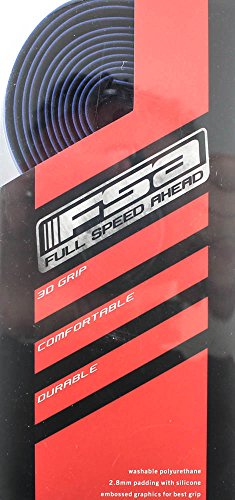 FSA
FULL SPEED AHEAD
3D GRIP
COMFORTABLE
DURABLE
washable polyurethane
2.8mm padding with silicone
embossed graphics for best grip